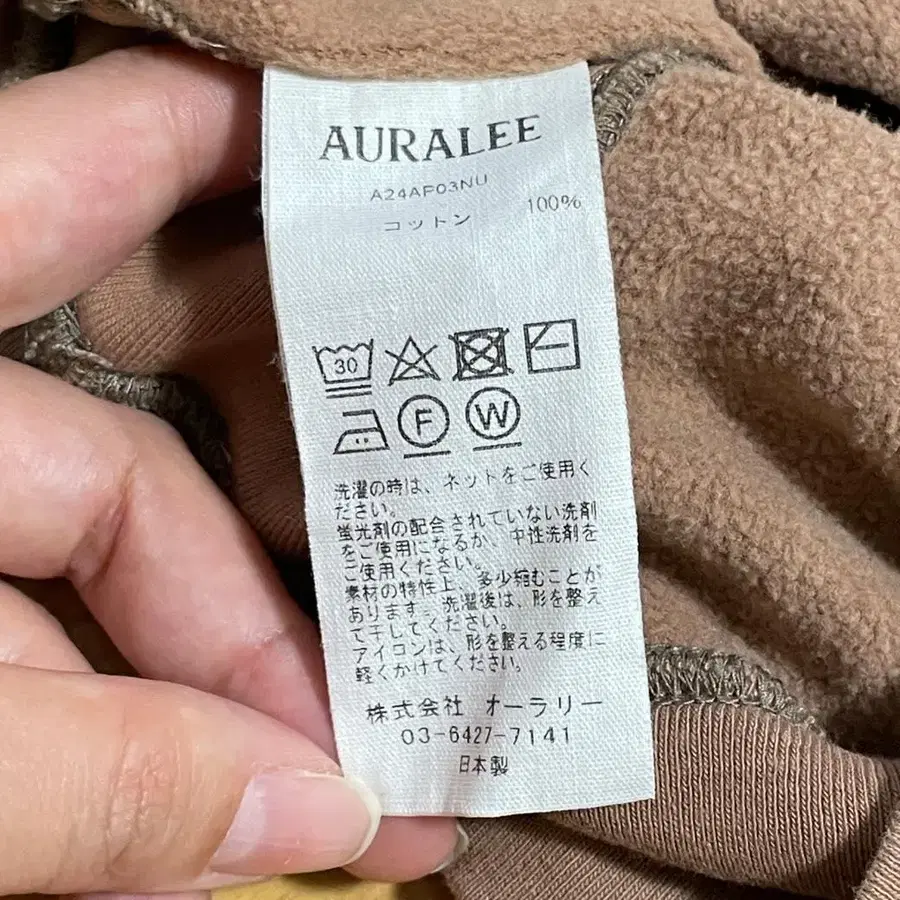 AURALEE
A24AP03NU
コットン 100%
30
F W
洗濯の時は、ネットをご使用く
ださい。
蛍光剤の配合されていない洗剤
をご使用になるか、中性洗剤を
ご使用ください。
素材の特性上、多少縮むことが
あります。洗濯後は、形を整え
て干してください。
アイロンは、形を整える程度に
軽くかけてください。
株式会社 オーラリー
03-6427-7141
日本製